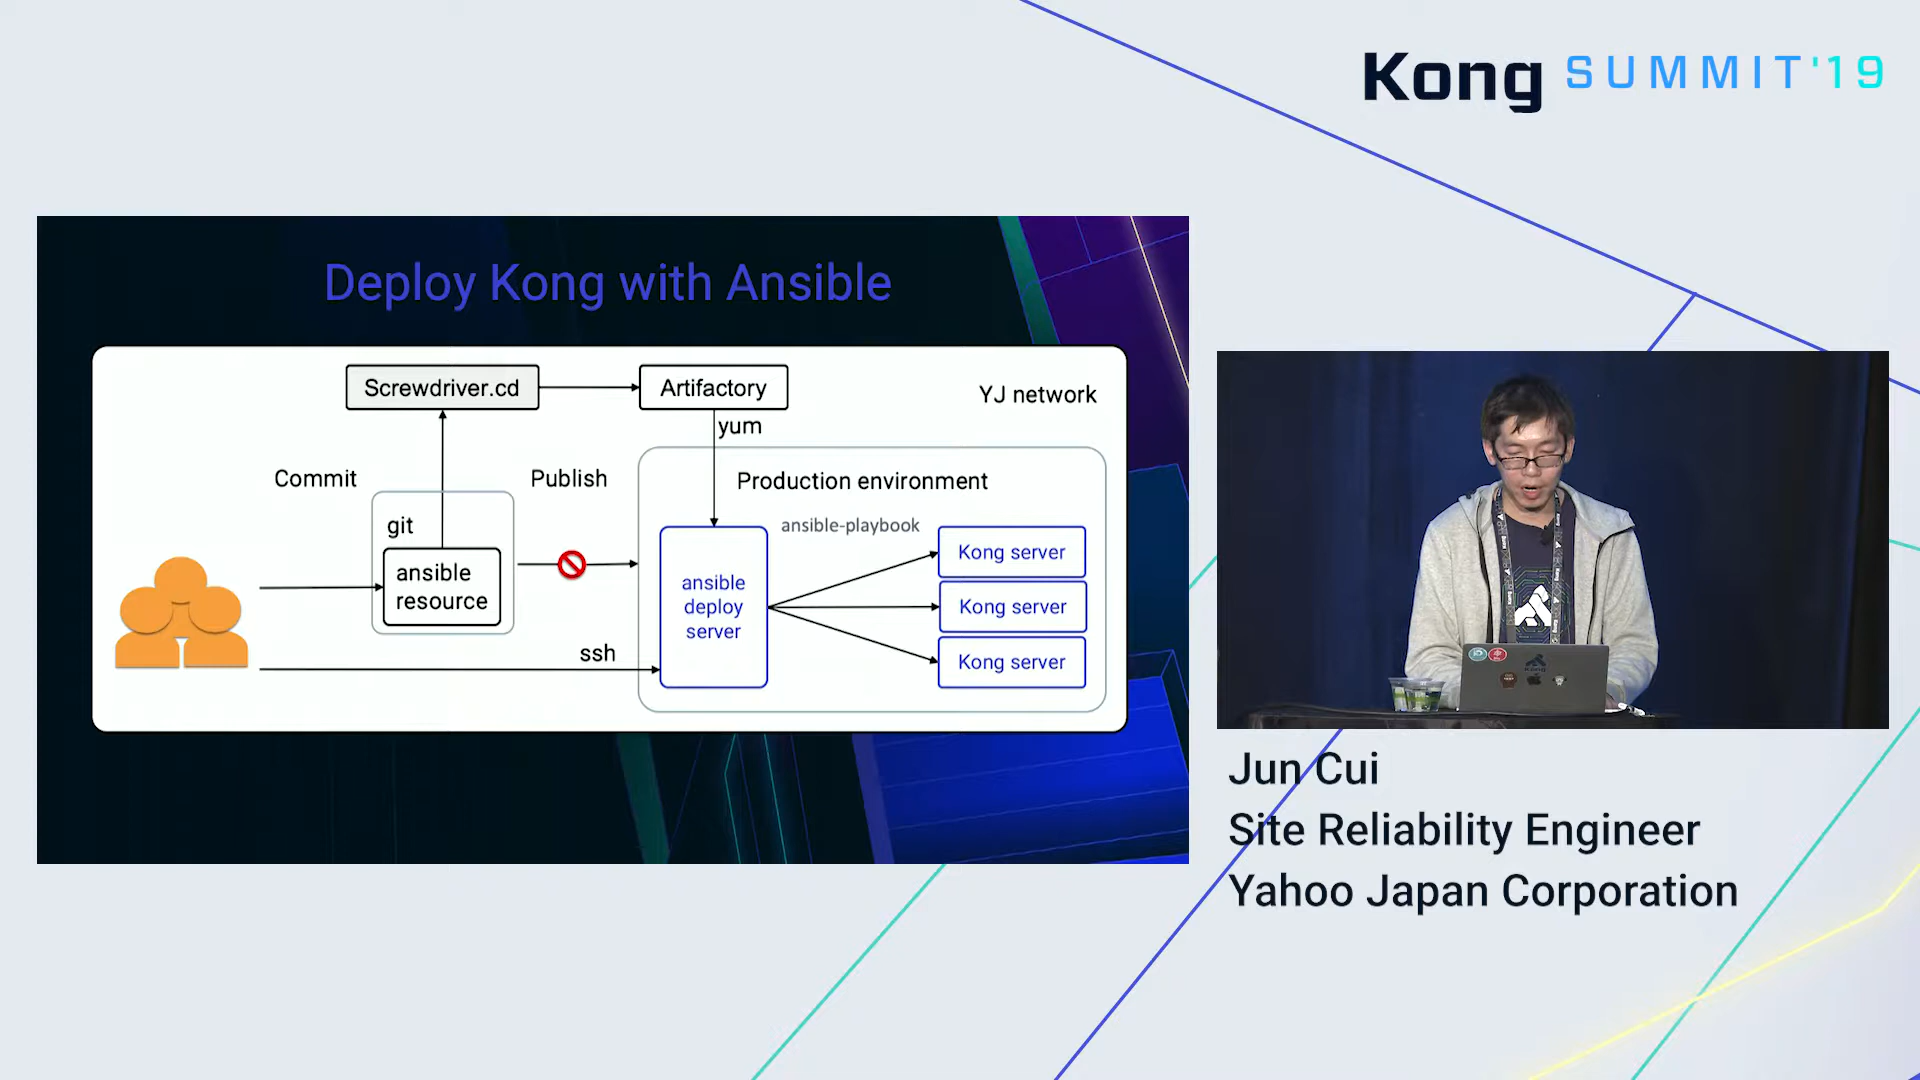 Kong SUMMIT'19
Deploy Kong with Ansible
Screwdriver.cd
Artifactory
YJ network
yum
Commit
Publish
Production environment
git
ansible-playbook
ansible
resource
ansible
deploy
server
Kong server
Kong server
Kong server
ssh
Jun Cui
Site Reliability Engineer
Yahoo Japan Corporation